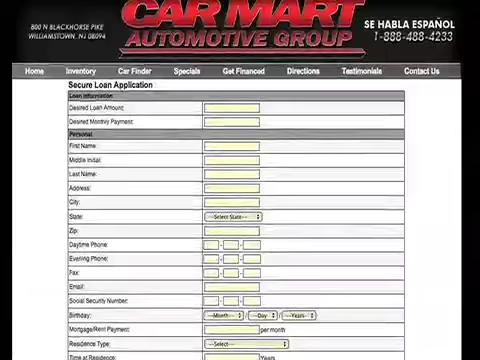 CAR MART
AUTOMOTIVE GROUP
800 N BLACKHORSE PIKE
WILLIAMSTOWN, NJ 08094
SE HABLA ESPAÑOL
1-888-488-4233
Home Inventory Car Finder Specials Get Financed Directions Testimonials Contact Us
Secure Loan Application
Loan Information
Desired Loan Amount:
Desired Monthly Payment:
Personal
First Name:
Middle Initial:
Last Name:
Address:
City:
State: --Select State--
Zip:
Daytime Phone: - -
Evening Phone: - -
Fax: - -
Email:
Social Security Number: - -
Birthday: --Month-- / --Day-- / --Years--
Mortgage/Rent Payment: per month
Residence Type: --Select--
Time at Residence: Years